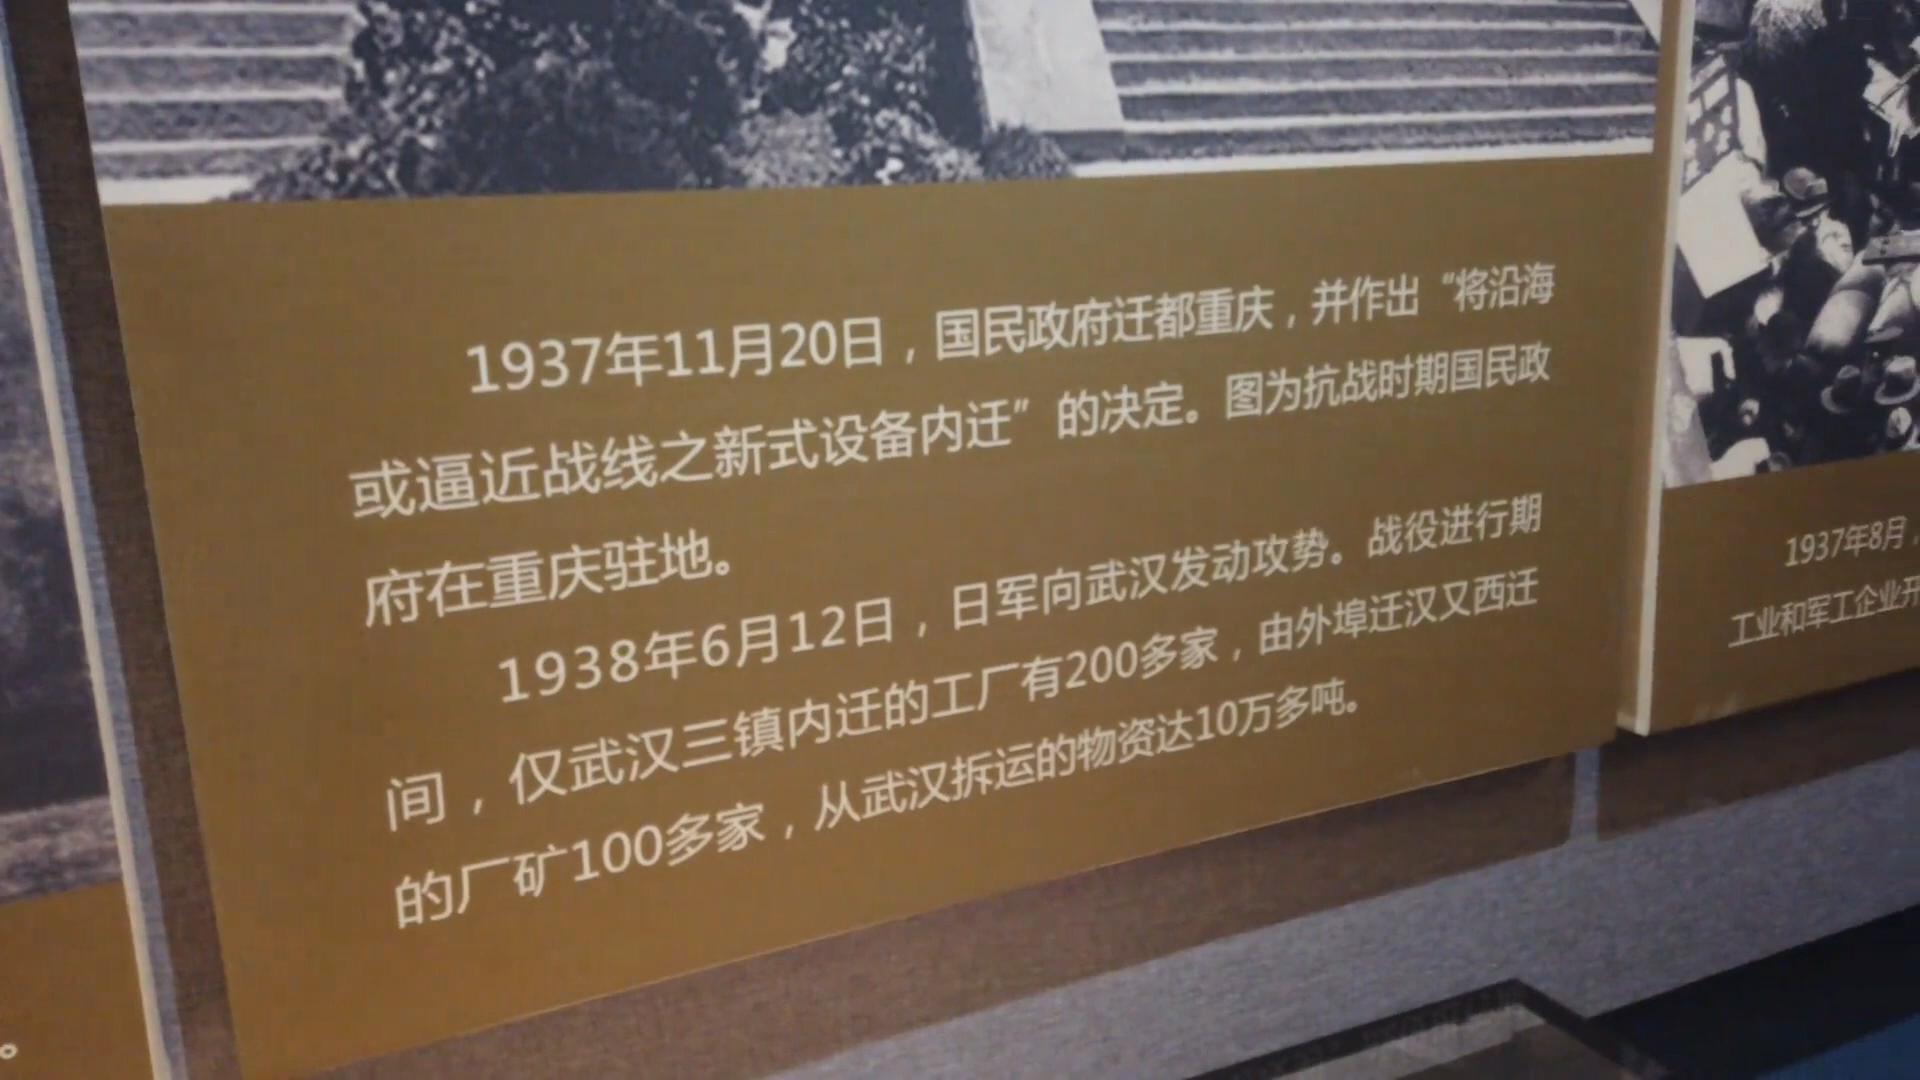 1937年11月20日，国民政府迁都重庆，并作出“将沿海
或逼近战线之新式设备内迁”的决定。图为抗战时期国民政
府在重庆驻地。
1938年6月12日，日军向武汉发动攻势。战役进行期
间，仅武汉三镇内迁的工厂有200多家，由外埠迁汉又西迁
的厂矿100多家，从武汉拆运的物资达10万多吨。
1937年8月，
工业和军工企业开